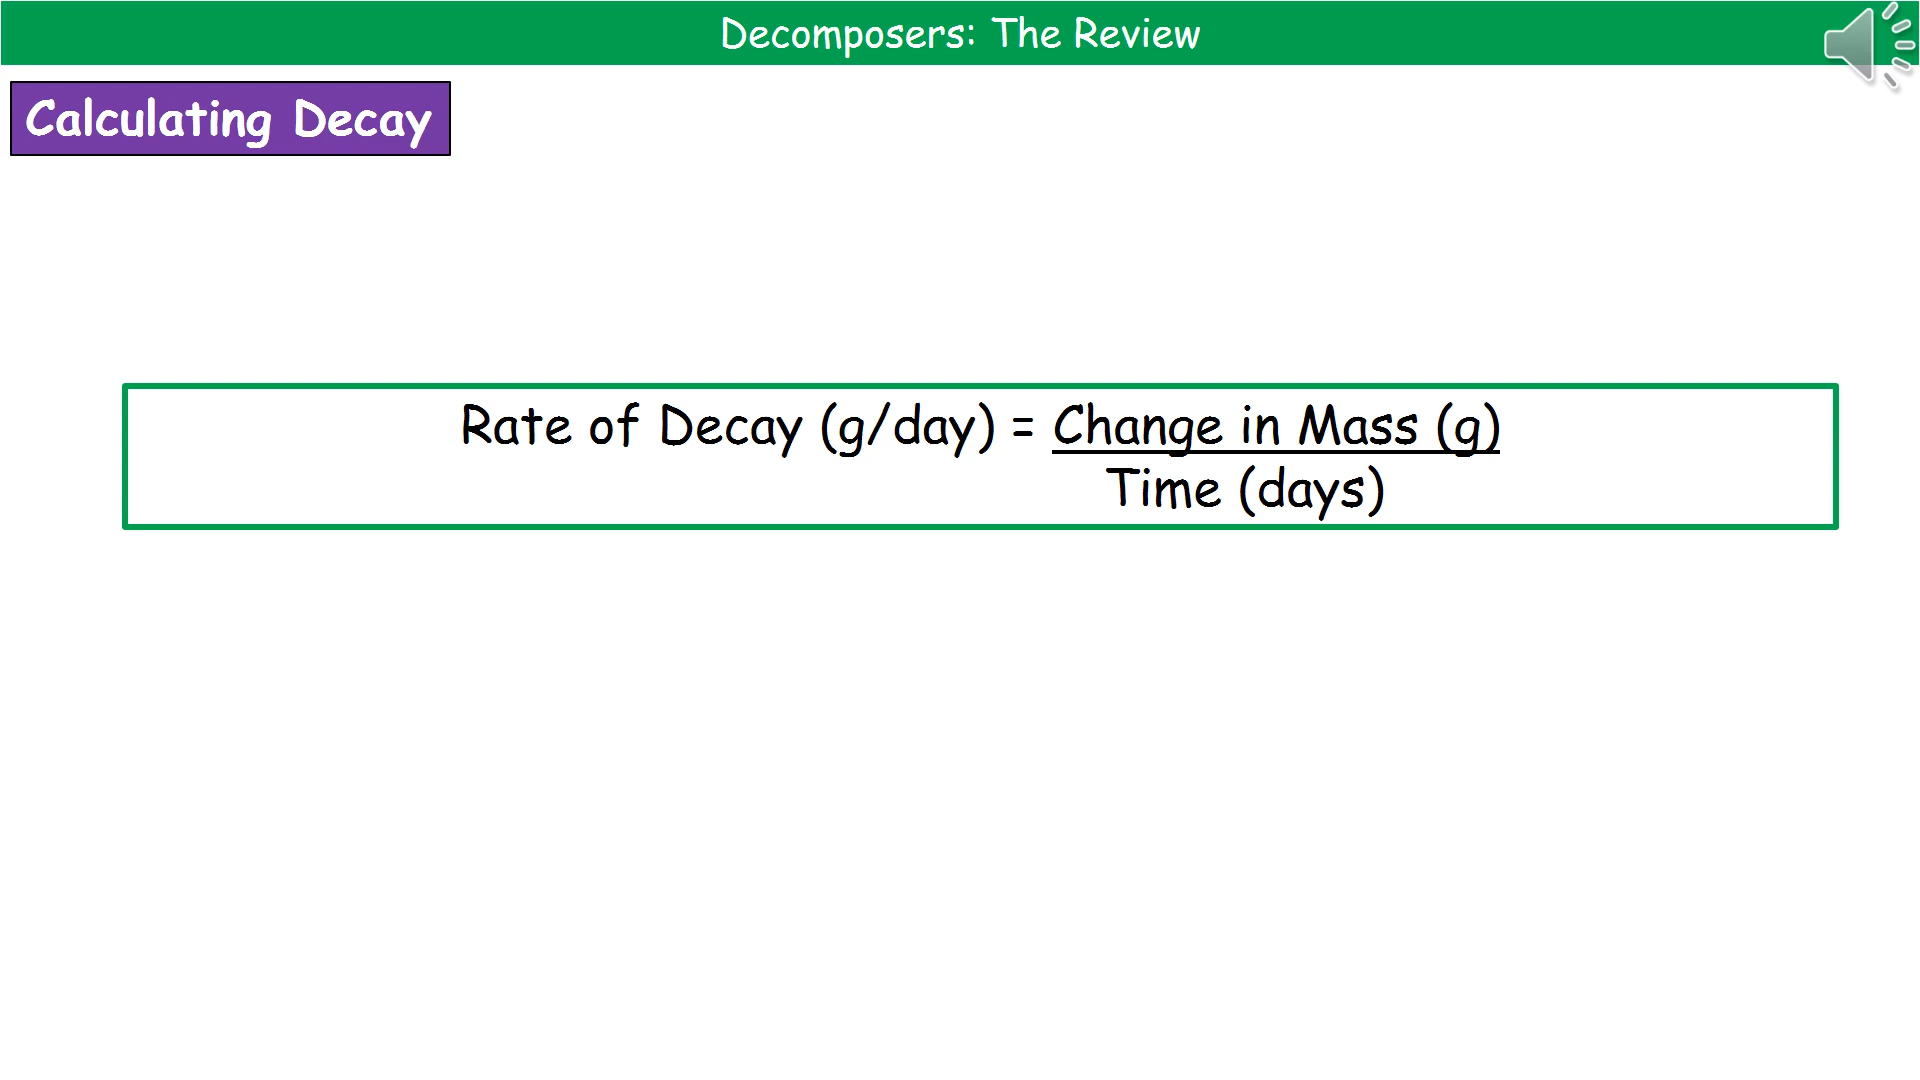 Decomposers: The Review
Calculating Decay
Rate of Decay (g/day) = Change in Mass (g)
Time (days)